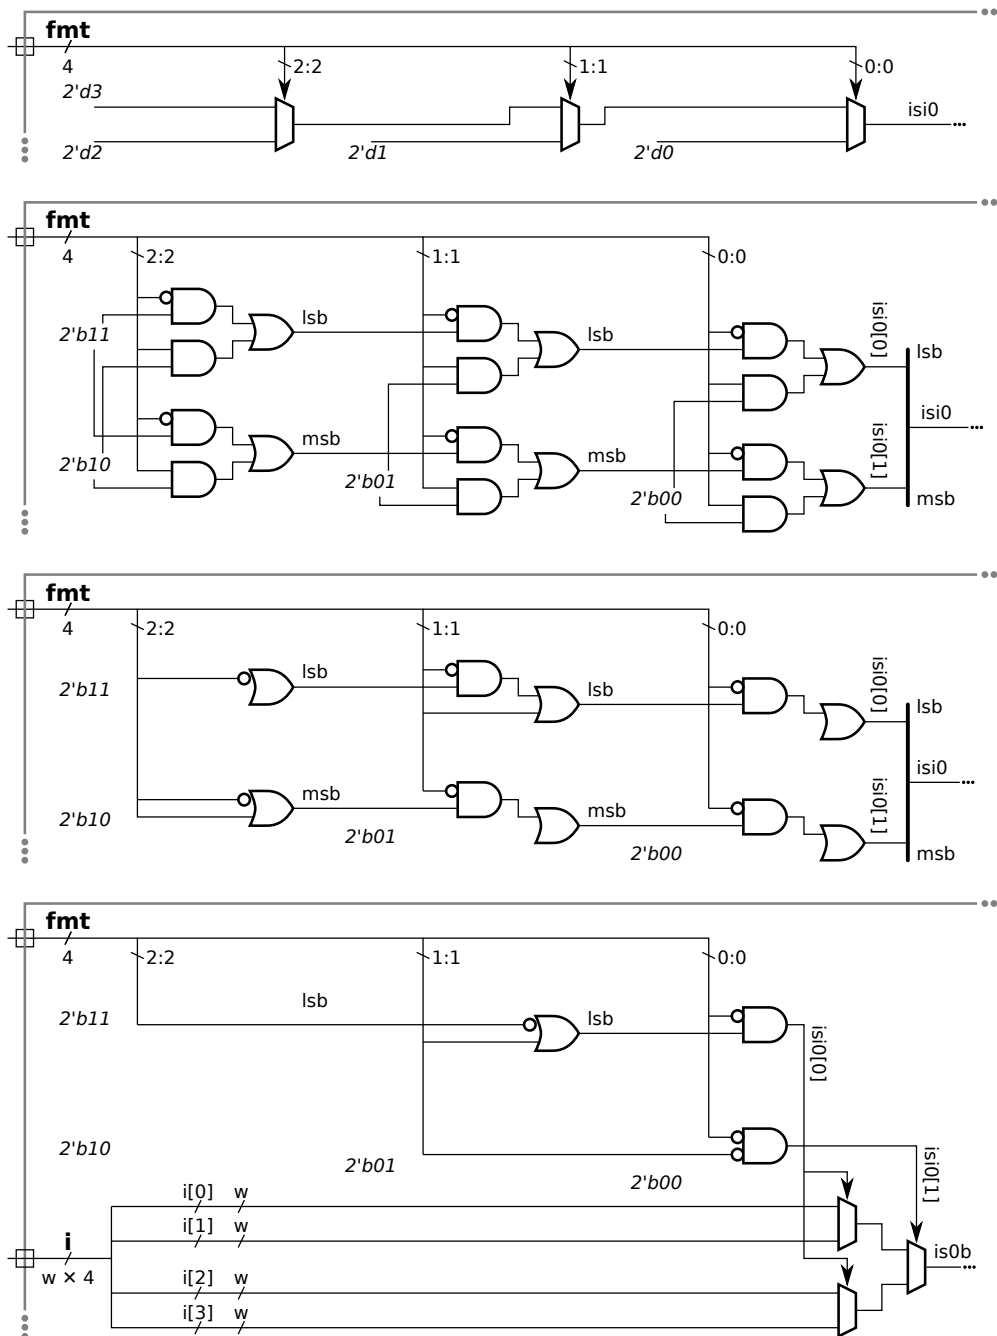 fmt
4 2:2 1:1 0:0
2'd3
isi0
2'd2 2'd1 2'd0
fmt
4 2:2 1:1 0:0
2'b11 lsb lsb isi0[0] lsb
isi0
2'b10 msb 2'b01 msb 2'b00 isi0[1] msb
fmt
4 2:2 1:1 0:0
2'b11 lsb lsb isi0[0] lsb
isi0
2'b10 msb 2'b01 msb 2'b00 isi0[1] msb
fmt
4 2:2 1:1 0:0
2'b11 lsb lsb isi0[0]
2'b10 2'b01 2'b00 isi0[1]
i[0] w
i[1] w
i is0b
w × 4 i[2] w
i[3] w